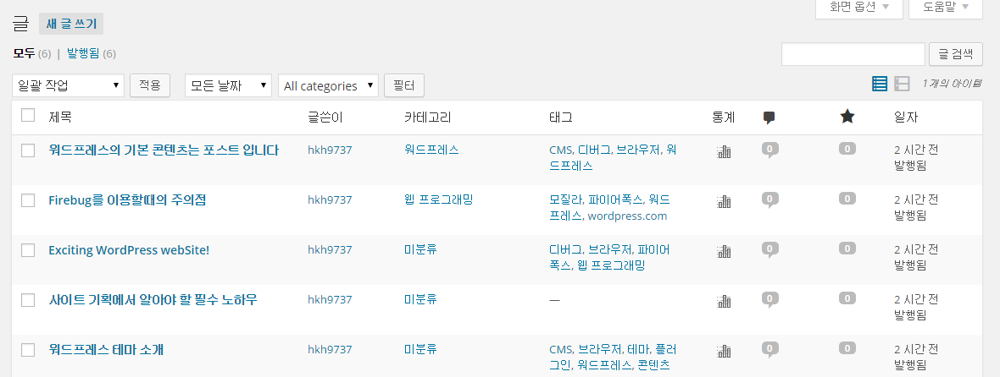 화면 옵션 도움말
글 새 글 쓰기
모두 (6) | 발행됨 (6)
글 검색
일괄 작업 적용 모든 날짜 All categories 필터 1개의 아이템
제목 글쓴이 카테고리 태그 통계 일자
워드프레스의 기본 콘텐츠는 포스트 입니다 hkh9737 워드프레스 CMS, 디버그, 브라우저, 워 0 0 2 시간 전
드프레스 발행됨
Firebug를 이용할때의 주의점 hkh9737 웹 프로그래밍 모질라, 파이어폭스, 워드 0 0 2 시간 전
프레스, wordpress.com 발행됨
Exciting WordPress webSite! hkh9737 미분류 디버그, 브라우저, 파이어 0 0 2 시간 전
폭스, 웹 프로그래밍 발행됨
사이트 기획에서 알아야 할 필수 노하우 hkh9737 미분류 — 0 0 2 시간 전
발행됨
워드프레스 테마 소개 hkh9737 미분류 CMS, 브라우저, 테마, 플러 0 0 2 시간 전
그인, 워드프레스, 콘텐츠 발행됨